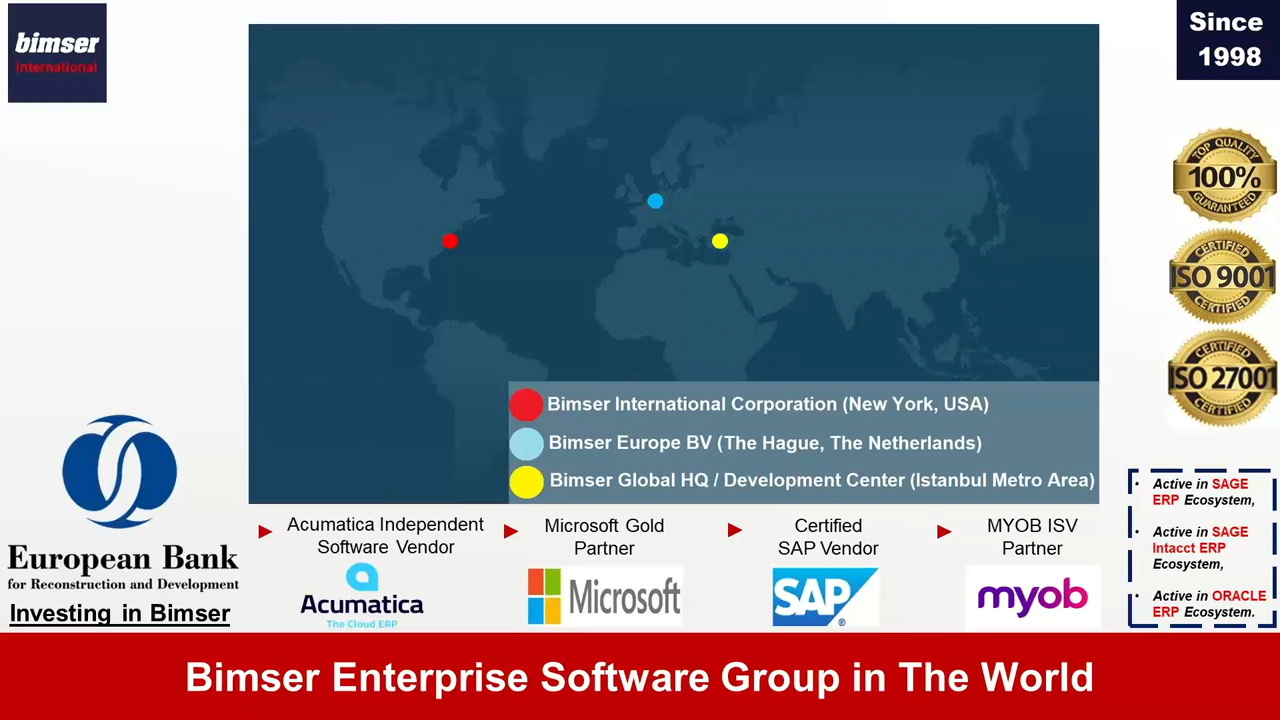 bimser
International
Since
1998
TOP QUALITY
100%
GUARANTEED
CERTIFIED
ISO 9001
CERTIFIED
CERTIFIED
ISO 27001
CERTIFIED
Bimser International Corporation (New York, USA)
Bimser Europe BV (The Hague, The Netherlands)
Bimser Global HQ / Development Center (Istanbul Metro Area)
European Bank
for Reconstruction and Development
Investing in Bimser
Acumatica Independent
Software Vendor
Acumatica
The Cloud ERP
Microsoft Gold
Partner
Microsoft
Certified
SAP Vendor
SAP®
MYOB ISV
Partner
myob
• Active in SAGE
ERP Ecosystem,
• Active in SAGE
Intacct ERP
Ecosystem,
• Active in ORACLE
ERP Ecosystem.
Bimser Enterprise Software Group in The World